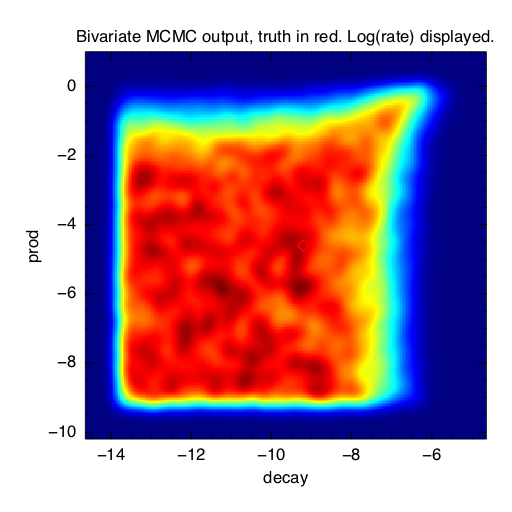 Bivariate MCMC output, truth in red. Log(rate) displayed.
0
−2
−4
−6
−8
−10
prod
−14 −12 −10 −8 −6
decay